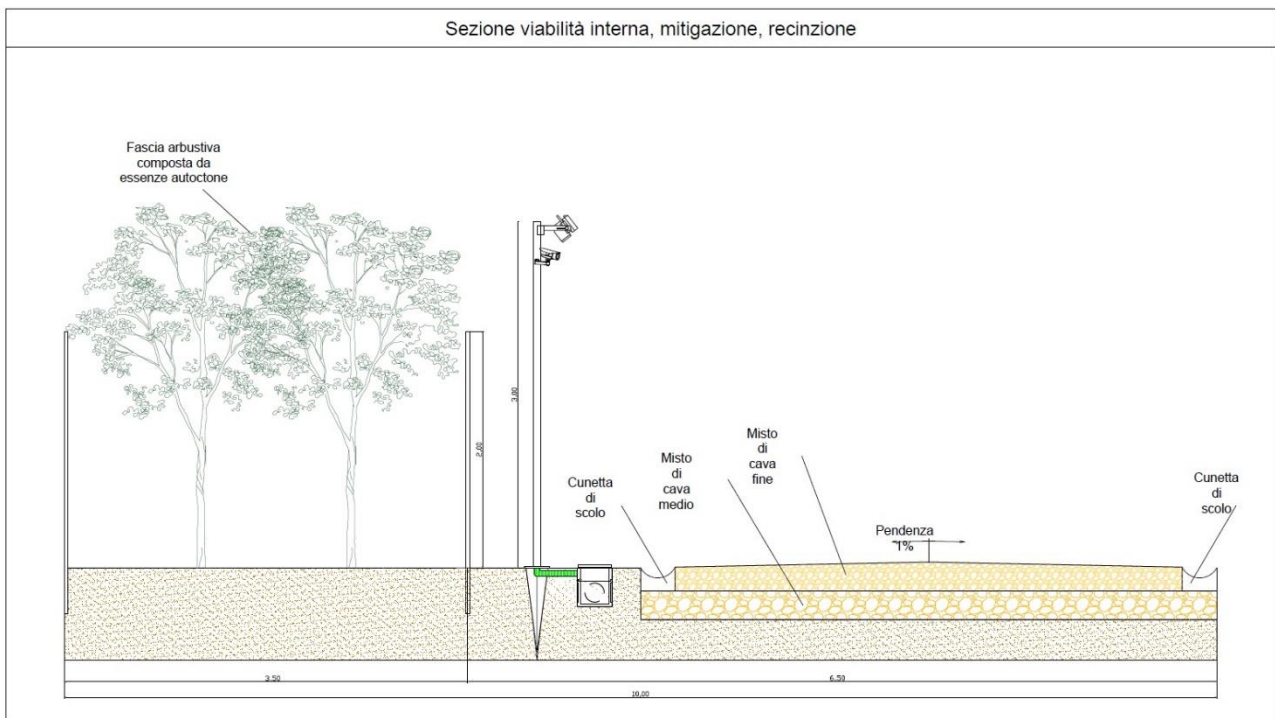 Sezione viabilità interna, mitigazione, recinzione
Fascia arbustiva
composta da
essenze autoctone
3.00
2.00
Cunetta
di
scolo
Misto
di
cava
medio
Misto
di
cava
fine
Pendenza
1%
Cunetta
di
scolo
3.50
6.50
10.00